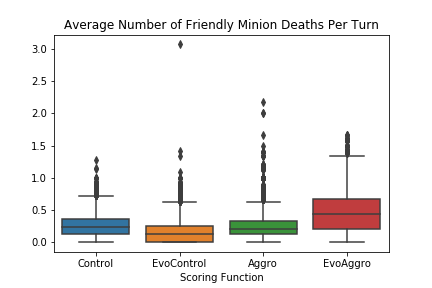 Average Number of Friendly Minion Deaths Per Turn
3.0
2.5
2.0
1.5
1.0
0.5
0.0
Control EvoControl Aggro EvoAggro
Scoring Function